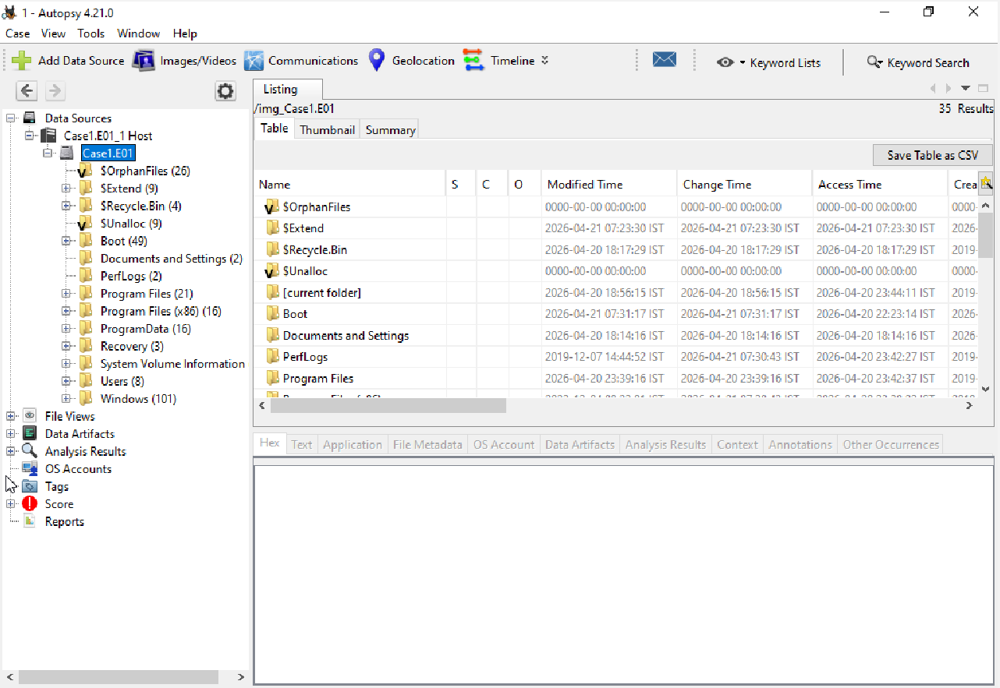 1 - Autopsy 4.21.0
Case View Tools Window Help
Add Data Source Images/Videos Communications Geolocation Timeline Keyword Lists Keyword Search
Data Sources
Case1.E01_1 Host
Case1.E01
$OrphanFiles (26)
$Extend (9)
$Recycle.Bin (4)
$Unalloc (9)
Boot (49)
Documents and Settings (2)
PerfLogs (2)
Program Files (21)
Program Files (x86) (16)
ProgramData (16)
Recovery (3)
System Volume Information
Users (8)
Windows (101)
File Views
Data Artifacts
Analysis Results
OS Accounts
Tags
Score
Reports
Listing
/img_Case1.E01 35 Results
Table Thumbnail Summary
Save Table as CSV
Name S C O Modified Time Change Time Access Time Crea
$OrphanFiles 0000-00-00 00:00:00 0000-00-00 00:00:00 0000-00-00 00:00:00 0000-
$Extend 2026-04-21 07:23:30 IST 2026-04-21 07:23:30 IST 2026-04-21 07:23:30 IST 2026-
$Recycle.Bin 2026-04-20 18:17:29 IST 2026-04-20 18:17:29 IST 2026-04-20 18:17:29 IST 2019-
$Unalloc 0000-00-00 00:00:00 0000-00-00 00:00:00 0000-00-00 00:00:00 0000-
[current folder] 2026-04-20 18:56:15 IST 2026-04-20 18:56:15 IST 2026-04-20 23:44:11 IST 2019-
Boot 2026-04-21 07:31:17 IST 2026-04-21 07:31:17 IST 2026-04-20 22:23:14 IST 2026-
Documents and Settings 2026-04-20 18:14:16 IST 2026-04-20 18:14:16 IST 2026-04-20 18:14:16 IST 2026-
PerfLogs 2019-12-07 14:44:52 IST 2026-04-21 07:30:43 IST 2026-04-20 23:42:27 IST 2019-
Program Files 2026-04-20 23:39:16 IST 2026-04-20 23:39:16 IST 2026-04-20 23:42:37 IST 2019-
Hex Text Application File Metadata OS Account Data Artifacts Analysis Results Context Annotations Other Occurrences